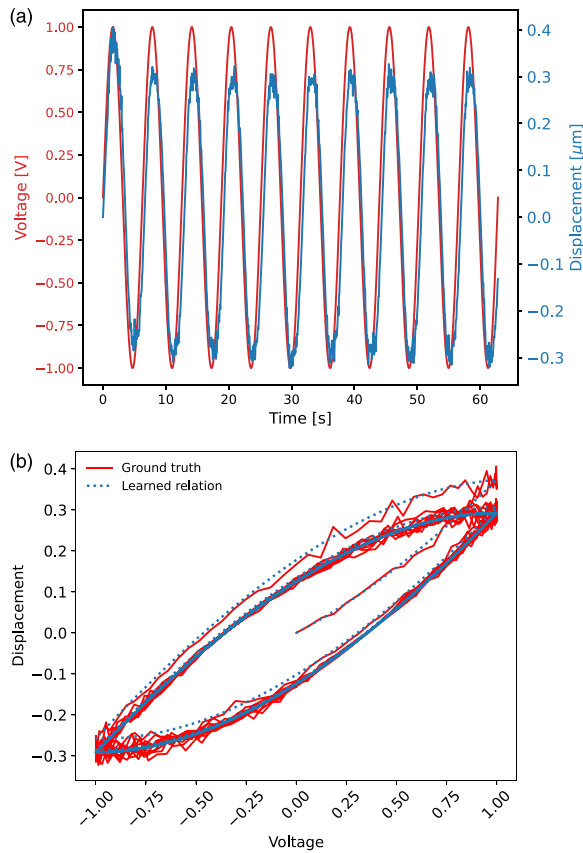 (a)
1.00
0.75
0.50
0.25
0.00
−0.25
−0.50
−0.75
−1.00
Voltage [V]
0.4
0.3
0.2
0.1
0.0
−0.1
−0.2
−0.3
Displacement [μm]
0 10 20 30 40 50 60
Time [s]
(b)
Ground truth
Learned relation
0.4
0.3
0.2
0.1
0.0
−0.1
−0.2
−0.3
Displacement
−1.00 −0.75 −0.50 −0.25 0.00 0.25 0.50 0.75 1.00
Voltage